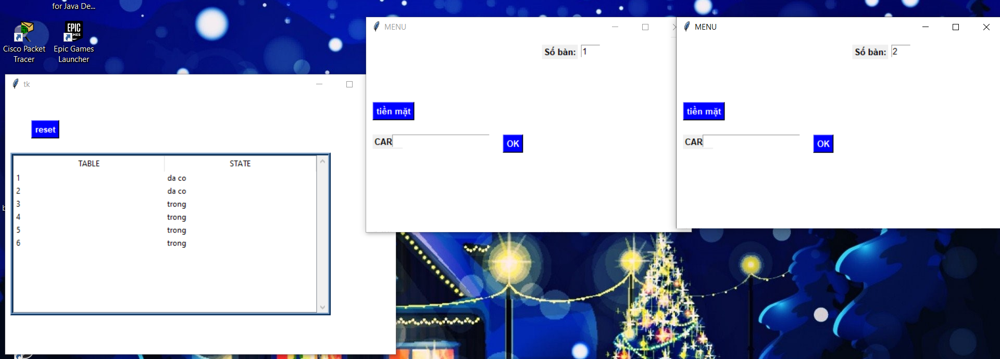 for Java De...
Cisco Packet
Tracer
EPIC
GAMES
Epic Games
Launcher
tk
reset
TABLE STATE
1 da co
2 da co
3 trong
4 trong
5 trong
6 trong
MENU
Số bàn: 1
tiền mặt
CAR OK
MENU
Số bàn: 2
tiền mặt
CAR OK